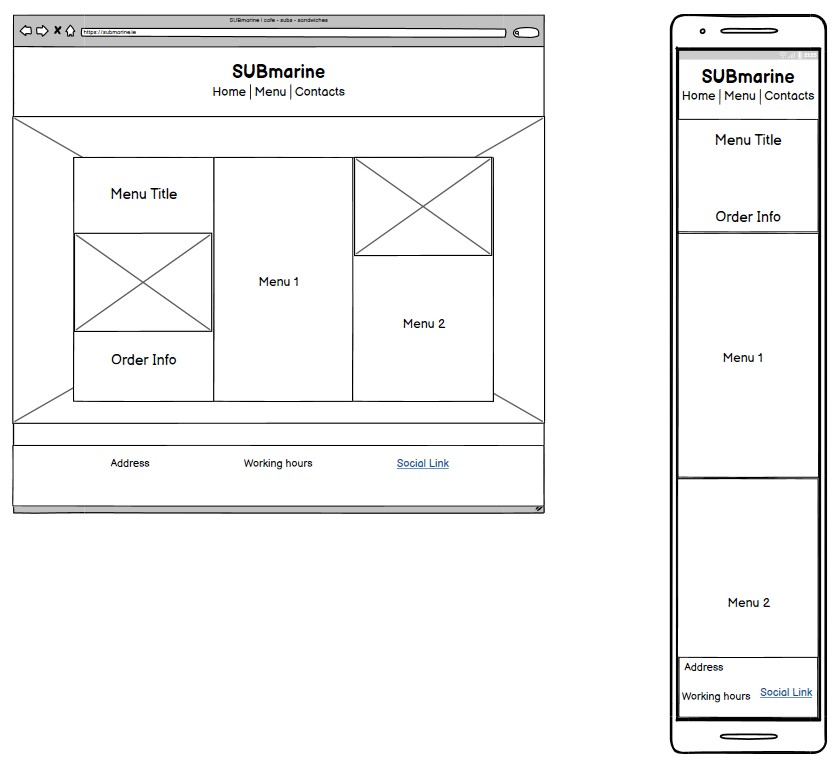 SUBmarine | cafe - subs - sandwiches
https://submarine.ie
SUBmarine
Home | Menu | Contacts
Menu Title
Order Info
Menu 1
Menu 2
Address
Working hours
Social Link
SUBmarine
Home | Menu | Contacts
Menu Title
Order Info
Menu 1
Menu 2
Address
Working hours
Social Link